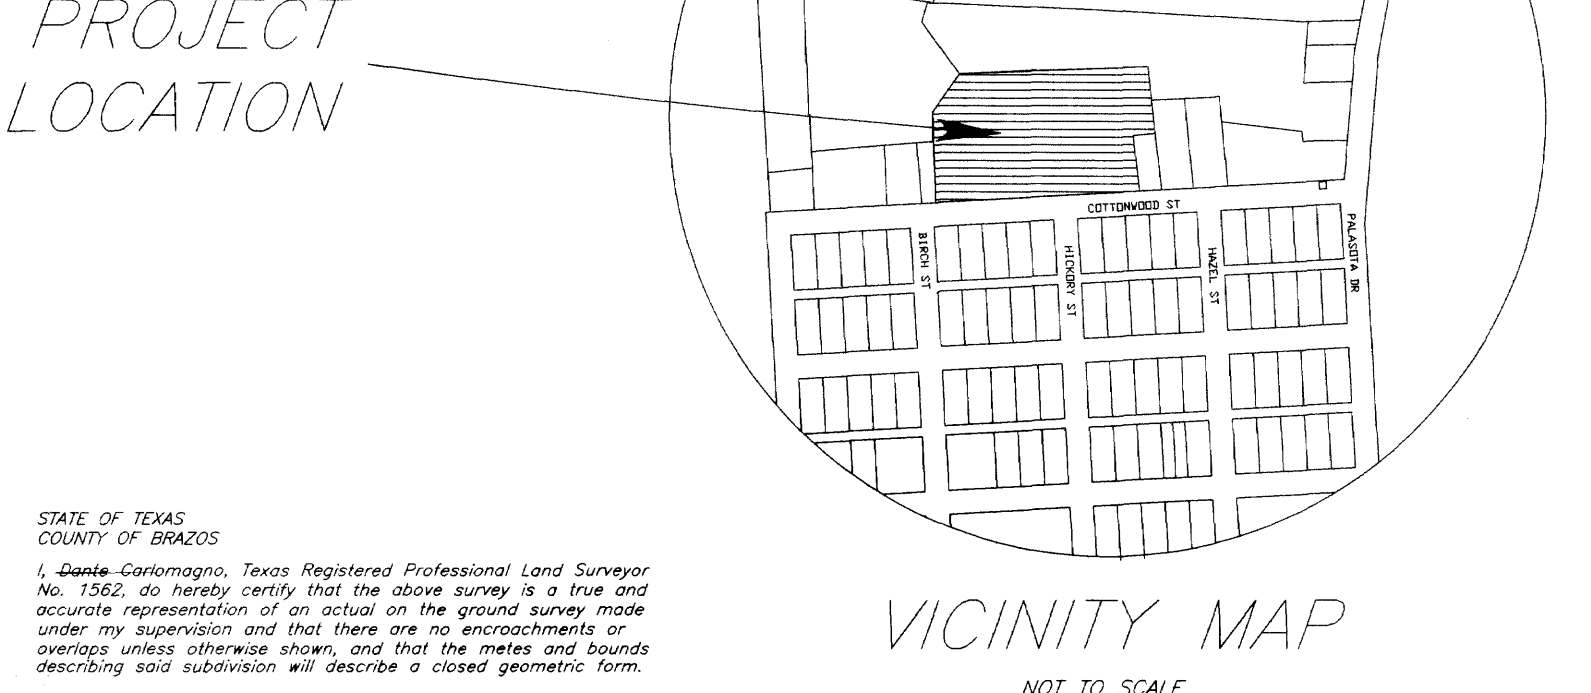 PROJECT
LOCATION
COTTONWOOD ST
BIRCH ST
HICKORY ST
HAZEL ST
PALASOTA DR
STATE OF TEXAS
COUNTY OF BRAZOS
I, Dante Carlomagno, Texas Registered Professional Land Surveyor
No. 1562, do hereby certify that the above survey is a true and
accurate representation of an actual on the ground survey made
under my supervision and that there are no encroachments or
overlaps unless otherwise shown, and that the metes and bounds
describing said subdivision will describe a closed geometric form.
VICINITY MAP
NOT TO SCALE